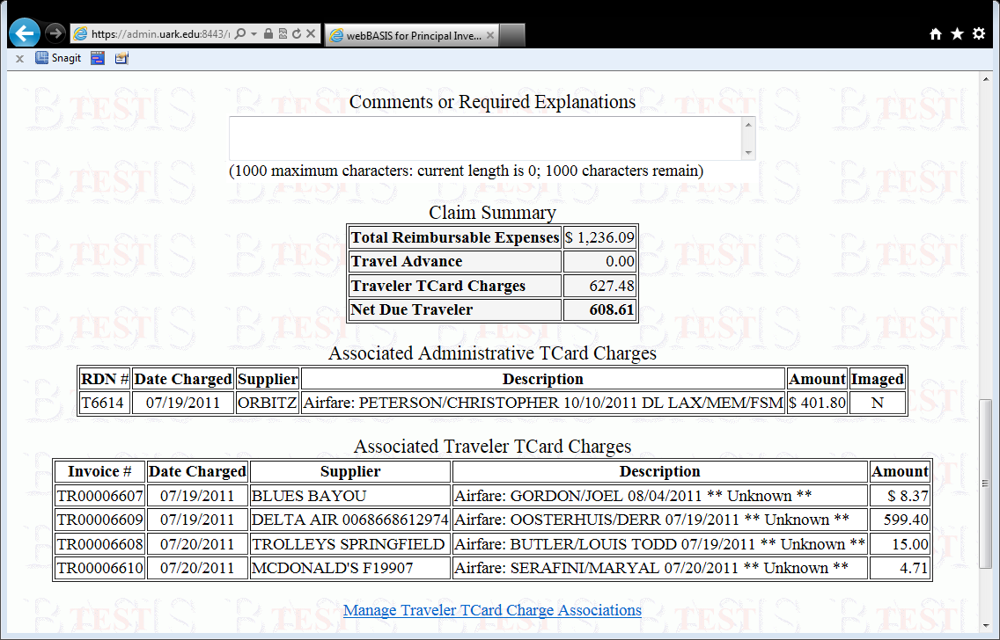 https://admin.uark.edu:8443/
webBASIS for Principal Inve...
x Snagit
Comments or Required Explanations
(1000 maximum characters: current length is 0; 1000 characters remain)
Claim Summary
Total Reimbursable Expenses $ 1,236.09
Travel Advance 0.00
Traveler TCard Charges 627.48
Net Due Traveler 608.61
Associated Administrative TCard Charges
RDN # Date Charged Supplier Description Amount Imaged
T6614 07/19/2011 ORBITZ Airfare: PETERSON/CHRISTOPHER 10/10/2011 DL LAX/MEM/FSM $ 401.80 N
Associated Traveler TCard Charges
Invoice # Date Charged Supplier Description Amount
TR00006607 07/19/2011 BLUES BAYOU Airfare: GORDON/JOEL 08/04/2011 ** Unknown ** $ 8.37
TR00006609 07/19/2011 DELTA AIR 0068668612974 Airfare: OOSTERHUIS/DERR 07/19/2011 ** Unknown ** 599.40
TR00006608 07/20/2011 TROLLEYS SPRINGFIELD Airfare: BUTLER/LOUIS TODD 07/19/2011 ** Unknown ** 15.00
TR00006610 07/20/2011 MCDONALD'S F19907 Airfare: SERAFINI/MARYAL 07/20/2011 ** Unknown ** 4.71
Manage Traveler TCard Charge Associations